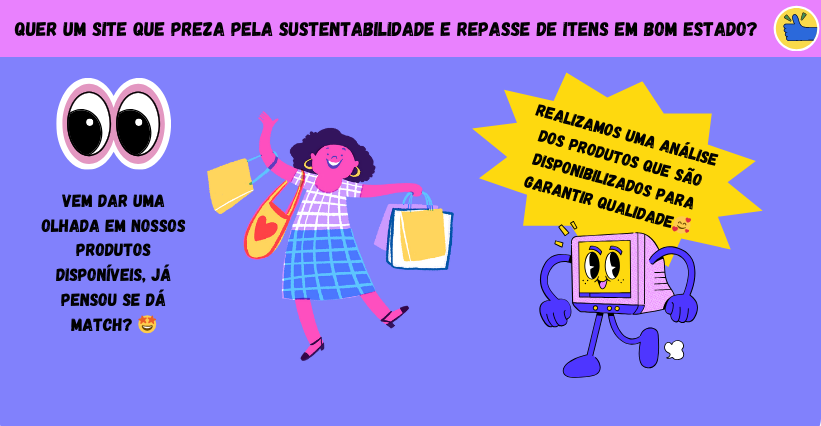 QUER UM SITE QUE PREZA PELA SUSTENTABILIDADE E REPASSE DE ITENS EM BOM ESTADO?
VEM DAR UMA
OLHADA EM NOSSOS
PRODUTOS
DISPONÍVEIS, JÁ
PENSOU SE DÁ
MATCH? 🤩
REALIZAMOS UMA ANÁLISE
DOS PRODUTOS QUE SÃO
DISPONIBILIZADOS PARA
GARANTIR QUALIDADE🥰